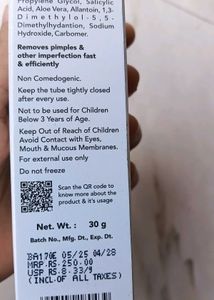 Propylene Glycol, Salicylic
Acid, Aloe Vera, Allantoin, 1,3-
Dimethylol-5,5-
Dimethylhydantion, Sodium
Hydroxide, Carbomer.
Removes pimples &
other imperfection fast
& efficiently
Non Comedogenic.
Keep the tube tightly closed
after every use.
Not to be used for Children
Below 3 Years of Age.
Keep Out of Reach of Children
Avoid Contact with Eyes,
Mouth & Mucous Membranes.
For external use only
Do not freeze
Scan the QR code to
know more about the
product & it's usage
Net. Wt. : 30 g
Batch No., Mfg. Dt., Exp. Dt.
BA170E 05/25 04/28
MRP.RS.250.00
USP RS.8.33/9
(INCL.OF ALL TAXES)